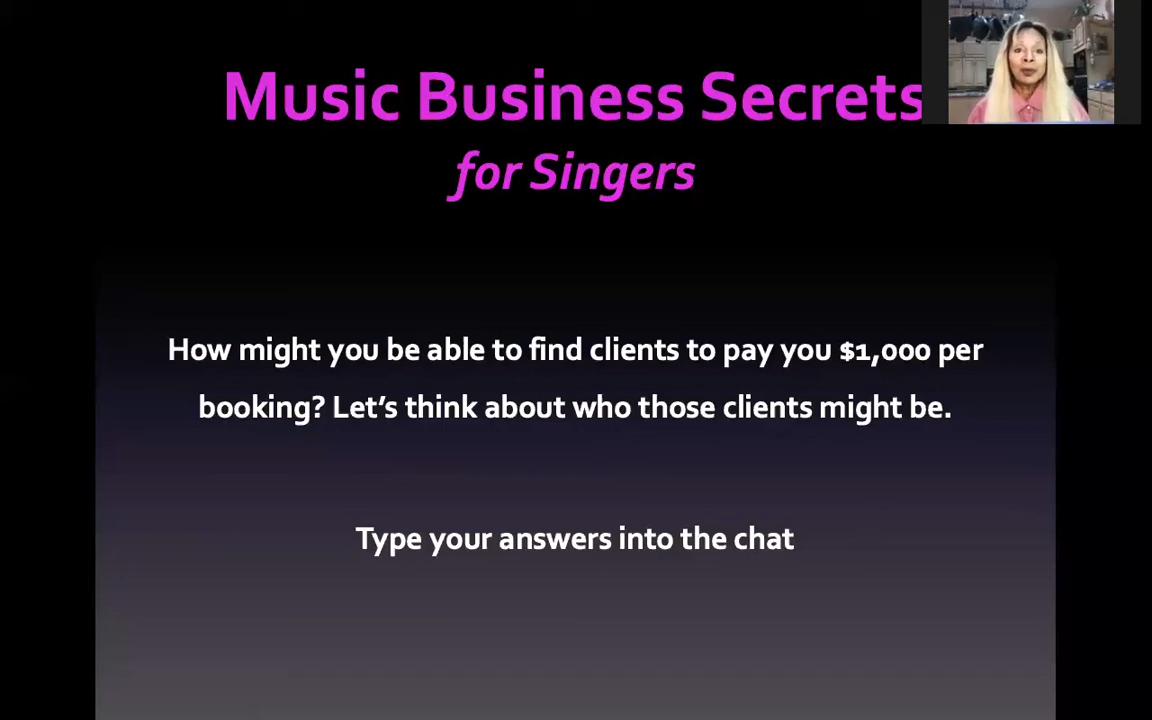 Music Business Secrets
for Singers
How might you be able to find clients to pay you $1,000 per
booking? Let’s think about who those clients might be.
Type your answers into the chat